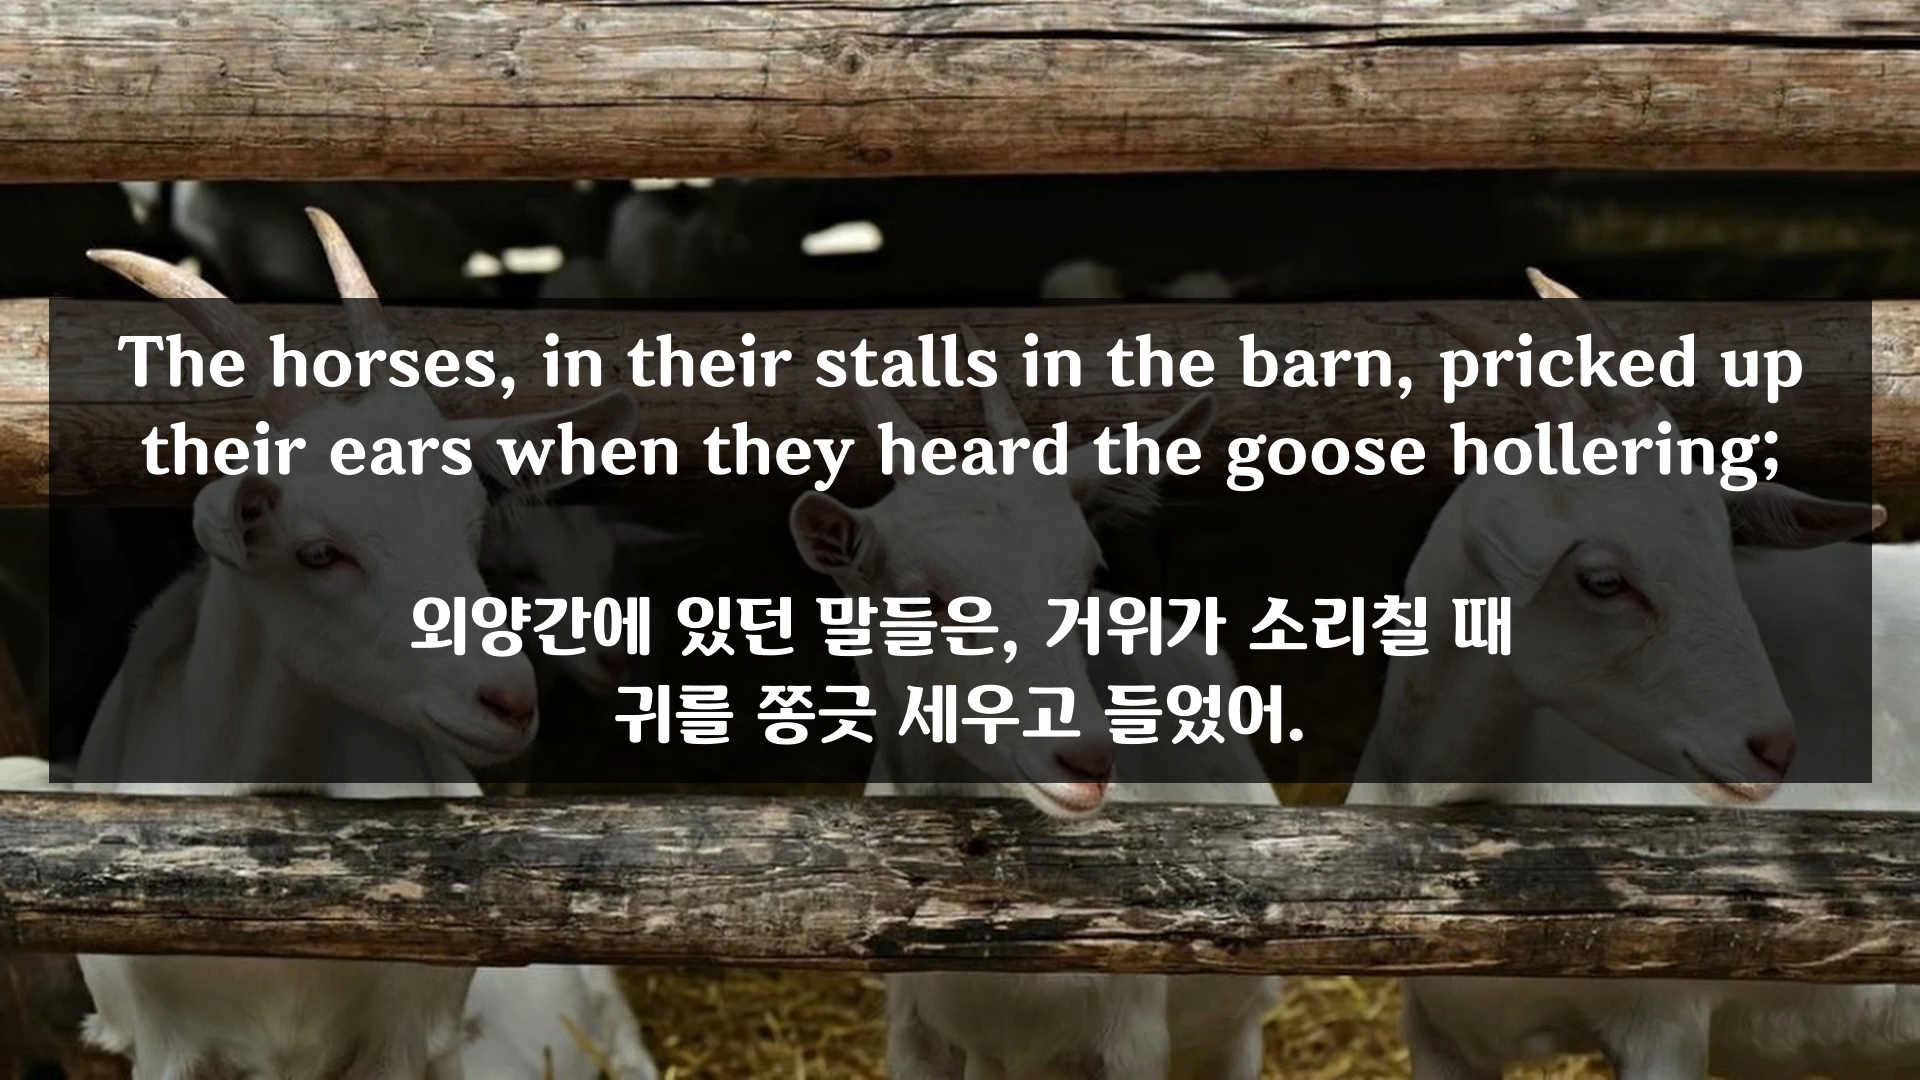 The horses, in their stalls in the barn, pricked up
their ears when they heard the goose hollering;
외양간에 있던 말들은, 거위가 소리칠 때
귀를 쫑긋 세우고 들었어.